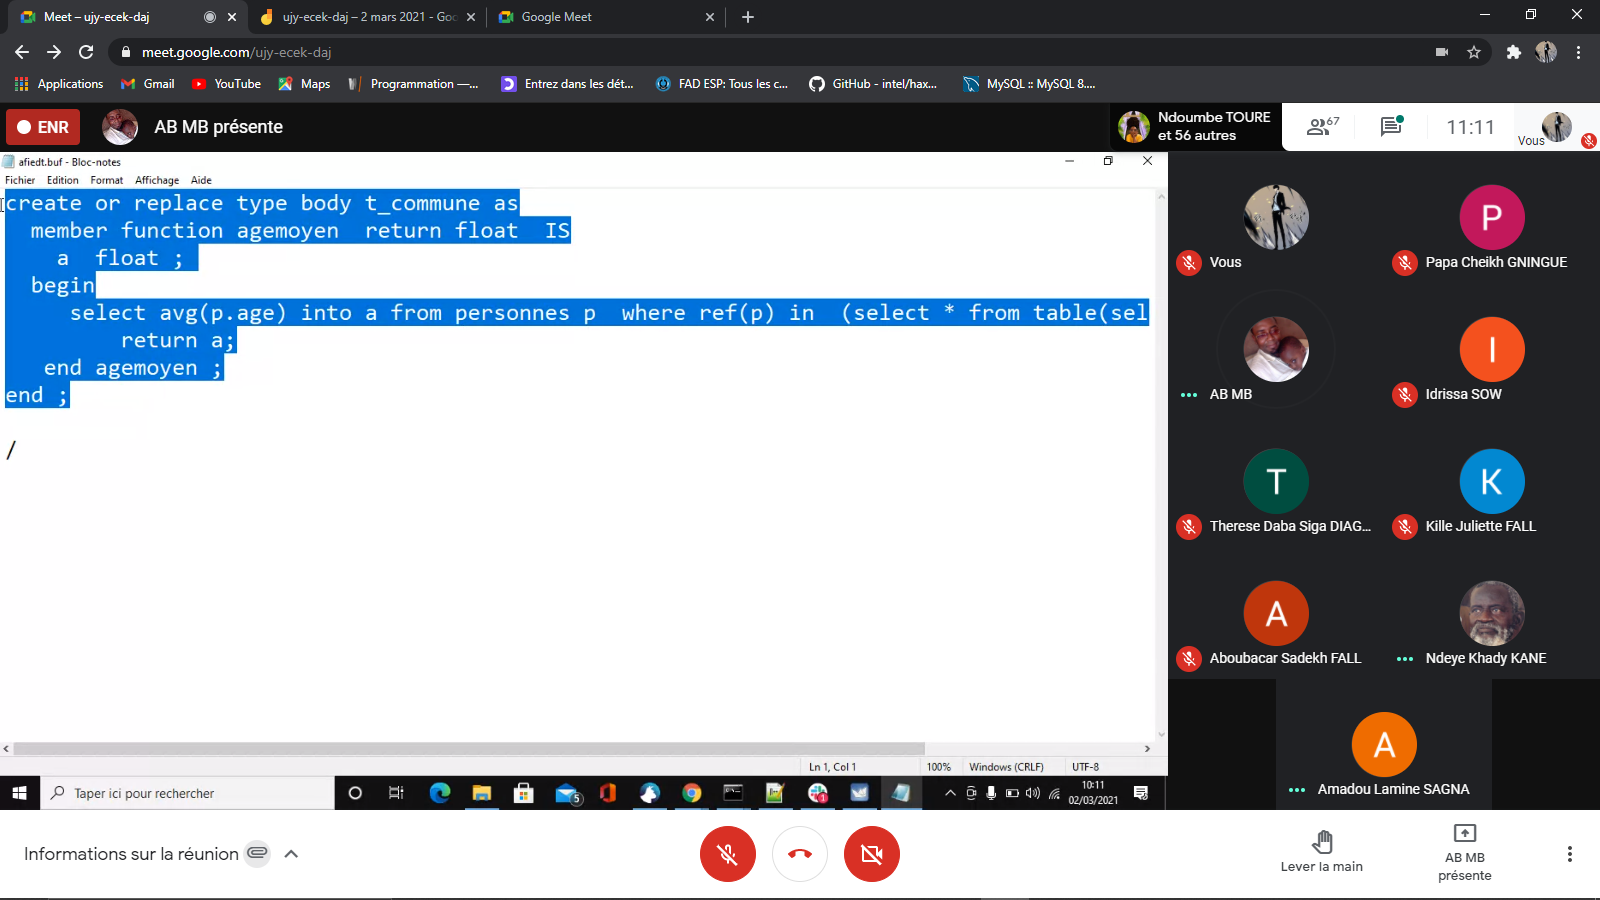 Meet – ujy-ecek-daj
ujy-ecek-daj – 2 mars 2021 - Goo
Google Meet
meet.google.com/ujy-ecek-daj
Applications
Gmail
YouTube
Maps
Programmation —...
Entrez dans les dét...
FAD ESP: Tous les c...
GitHub - intel/hax...
MySQL :: MySQL 8....
ENR
AB MB présente
Ndoumbe TOURE
et 56 autres
67
11:11
Vous
afiedt.buf - Bloc-notes
Fichier Edition Format Affichage Aide
create or replace type body t_commune as
member function agemoyen return float IS
a float ;
begin
select avg(p.age) into a from personnes p where ref(p) in (select * from table(sel
return a;
end agemoyen ;
end ;
/
Ln 1, Col 1
100%
Windows (CRLF)
UTF-8
Taper ici pour rechercher
5
1
10:11
02/03/2021
Vous
P
Papa Cheikh GNINGUE
AB MB
I
Idrissa SOW
T
Therese Daba Siga DIAG...
K
Kille Juliette FALL
A
Aboubacar Sadekh FALL
Ndeye Khady KANE
A
Amadou Lamine SAGNA
Informations sur la réunion
Lever la main
AB MB
présente